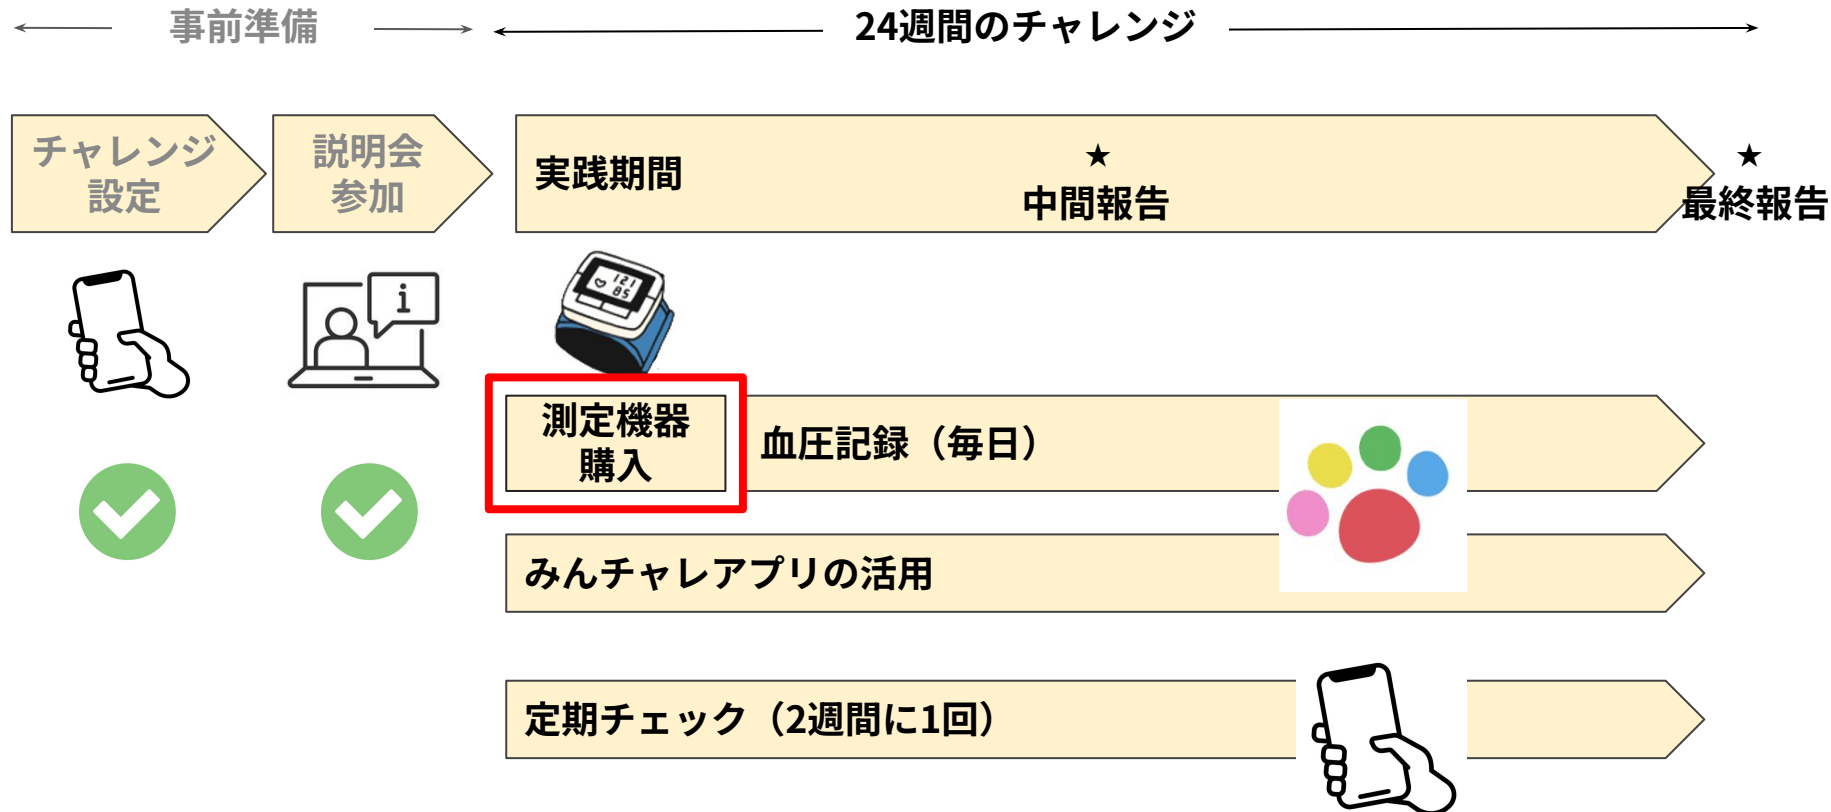 事前準備
24週間のチャレンジ
チャレンジ
設定
説明会
参加
実践期間
★
中間報告
★
最終報告
i
121
85
測定機器
購入
血圧記録（毎日）
みんチャレアプリの活用
定期チェック（2週間に1回）